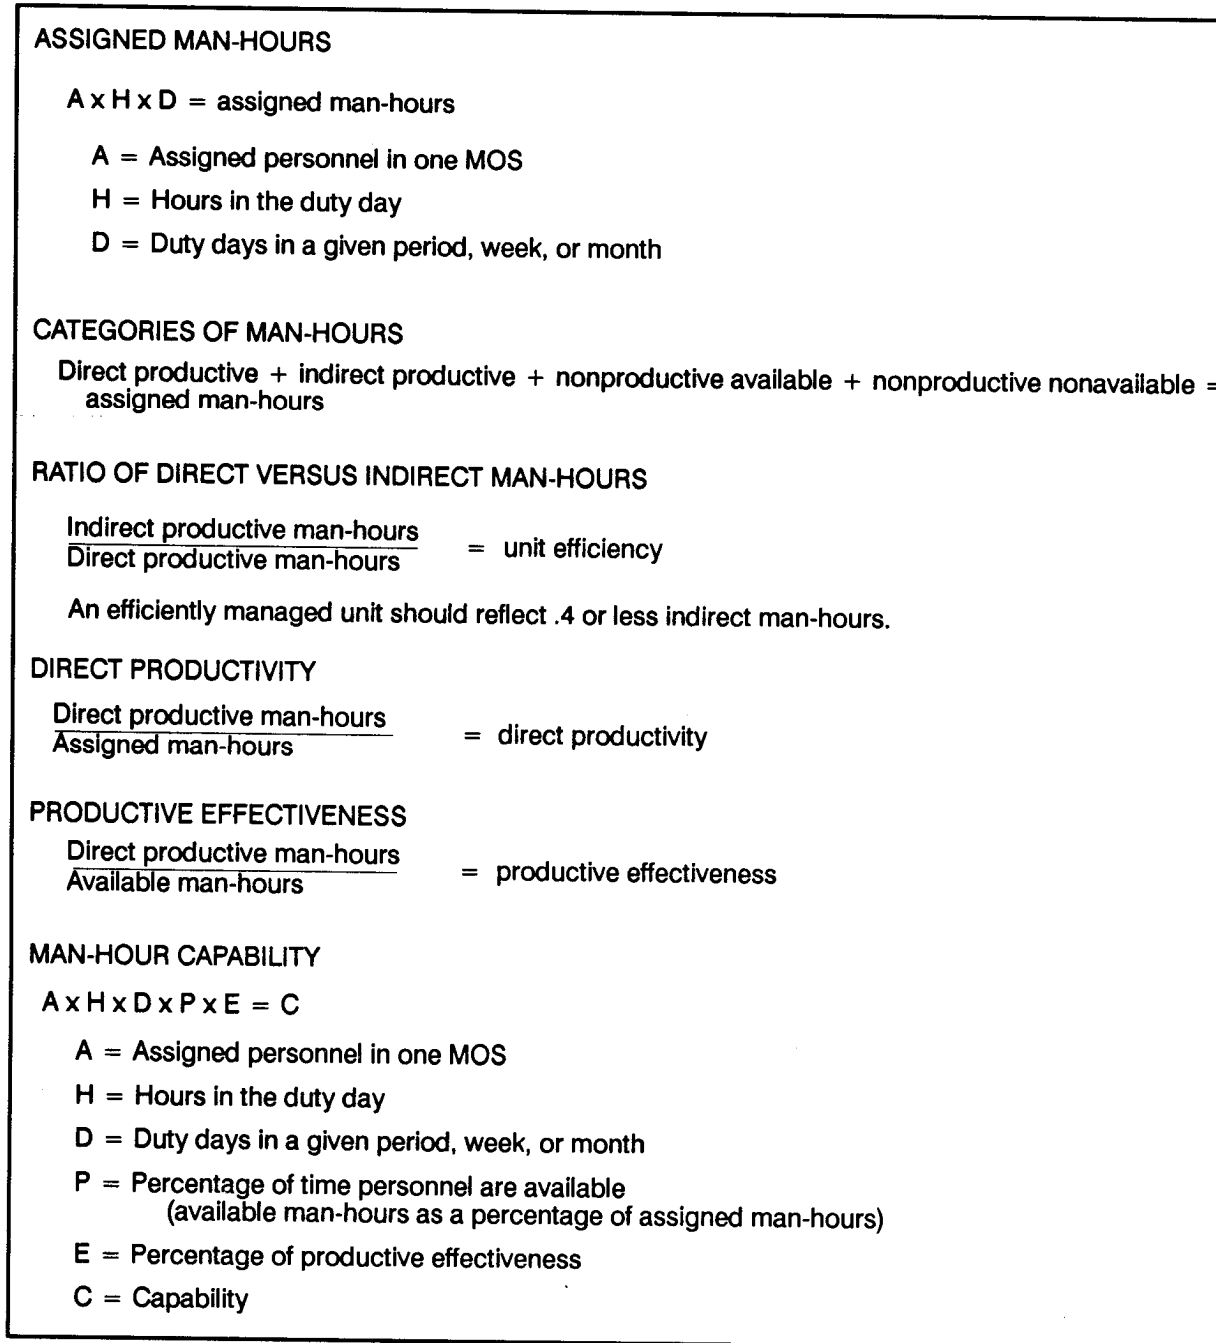 ASSIGNED MAN-HOURS
A x H x D = assigned man-hours
A = Assigned personnel in one MOS
H = Hours in the duty day
D = Duty days in a given period, week, or month
CATEGORIES OF MAN-HOURS
Direct productive + indirect productive + nonproductive available + nonproductive nonavailable =
assigned man-hours
RATIO OF DIRECT VERSUS INDIRECT MAN-HOURS
Indirect productive man-hours
Direct productive man-hours = unit efficiency
An efficiently managed unit should reflect .4 or less indirect man-hours.
DIRECT PRODUCTIVITY
Direct productive man-hours
Assigned man-hours = direct productivity
PRODUCTIVE EFFECTIVENESS
Direct productive man-hours
Available man-hours = productive effectiveness
MAN-HOUR CAPABILITY
A x H x D x P x E = C
A = Assigned personnel in one MOS
H = Hours in the duty day
D = Duty days in a given period, week, or month
P = Percentage of time personnel are available
(available man-hours as a percentage of assigned man-hours)
E = Percentage of productive effectiveness
C = Capability